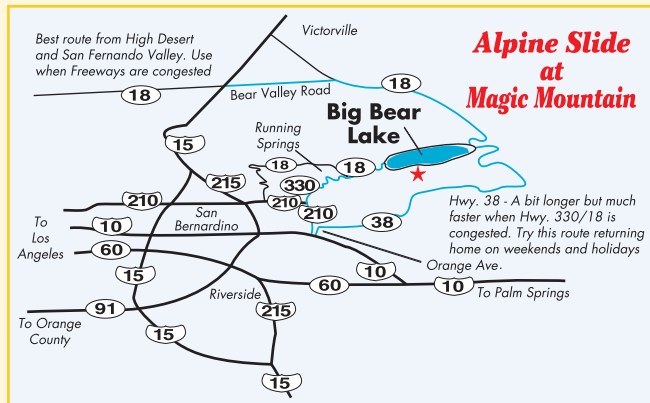 Best route from High Desert
and San Fernando Valley. Use
when Freeways are congested
Victorville
Alpine Slide
at
Magic Mountain
18
18
Bear Valley Road
Big Bear
Lake
15
Running
Springs
18
18
215
330
210
San
Bernardino
210
210
38
Hwy. 38 - A bit longer but much
faster when Hwy. 330/18 is
congested. Try this route returning
home on weekends and holidays
To
Los
Angeles
10
60
Orange Ave.
15
10
Riverside
60
10
To Palm Springs
91
215
To Orange
County
15
15